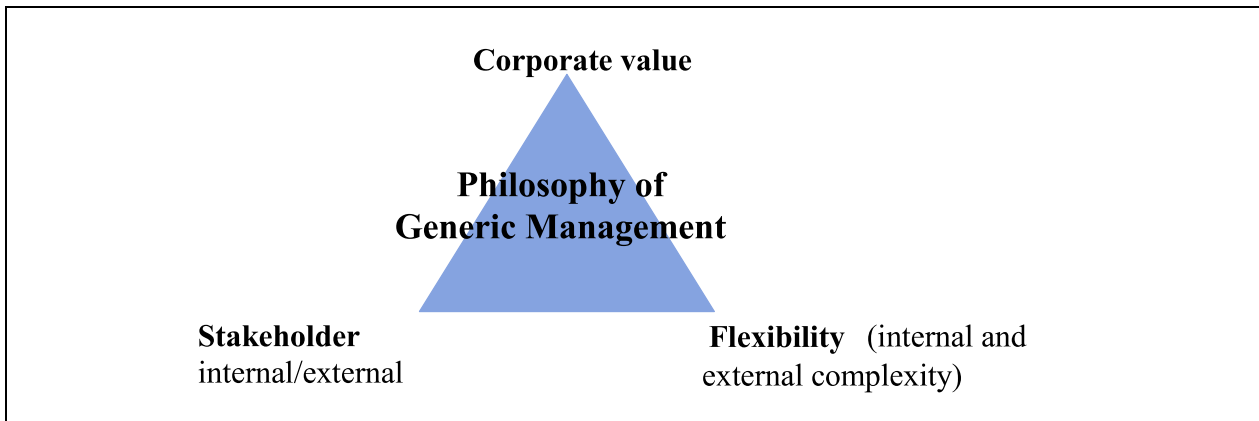 Corporate value
Philosophy of
Generic Management
Stakeholder
internal/external
Flexibility (internal and
external complexity)